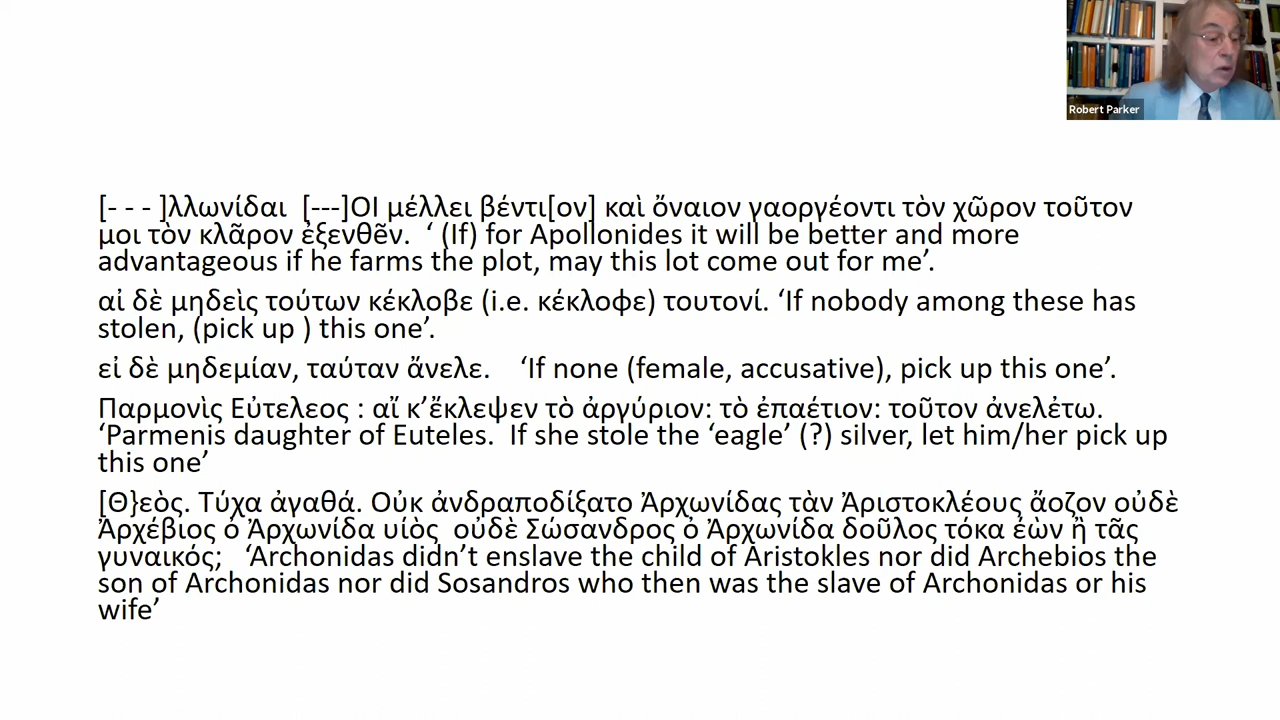 Robert Parker
[- - - ]λλωνίδαι [---]ΟΙ μέλλει βέντι[ον] καὶ ὄναιον γαοργέοντι τὸν χῶρον τοῦτον
μοι τὸν κλᾶρον ἐξενθε͂ν. ‘ (If) for Apollonides it will be better and more
advantageous if he farms the plot, may this lot come out for me’.
αἰ δὲ μηδεὶς τούτων κέκλοβε (i.e. κέκλοφε) τουτονί. ‘If nobody among these has
stolen, (pick up ) this one’.
εἰ δὲ μηδεμίαν, ταύταν ἄνελε. ‘If none (female, accusative), pick up this one’.
Παρμονὶς Εὐτελεος : αἴ κ’ἔκλεψεν τὸ ἀργύριον: τὸ ἐπαέτιον: τοῦτον ἀνελέτω.
‘Parmenis daughter of Euteles. If she stole the ‘eagle’ (?) silver, let him/her pick up
this one’
[Θ}εὸς. Τύχα ἀγαθά. Οὐκ ἀνδραποδίξατο Ἀρχωνίδας τὰν Ἀριστοκλέους ἄοζον οὐδὲ
Ἀρχέβιος ὁ Ἀρχωνίδα υἱὸς οὐδὲ Σώσανδρος ὁ Ἀρχωνίδα δοῦλος τόκα ἐὼν ἢ τᾶς
γυναικός; ‘Archonidas didn’t enslave the child of Aristokles nor did Archebios the
son of Archonidas nor did Sosandros who then was the slave of Archonidas or his
wife’